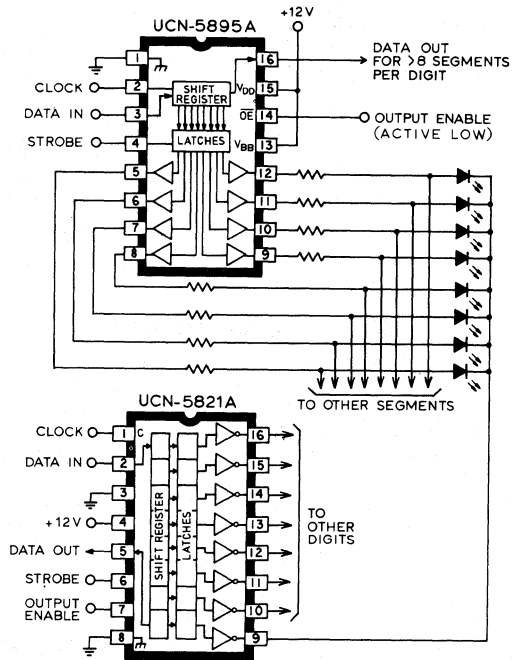 UCN-5895A
+12V
1
16
DATA OUT
FOR >8 SEGMENTS
PER DIGIT
CLOCK
2
SHIFT
REGISTER
VDD
15
DATA IN
3
OE
14
OUTPUT ENABLE
(ACTIVE LOW)
STROBE
4
LATCHES
VBB
13
5
12
6
11
7
10
8
9
TO OTHER SEGMENTS
UCN-5821A
CLOCK
1
C
16
DATA IN
2
15
3
14
+12V
4
13
DATA OUT
5
12
STROBE
6
11
OUTPUT
ENABLE
7
10
8
9
SHIFT REGISTER
LATCHES
TO
OTHER
DIGITS